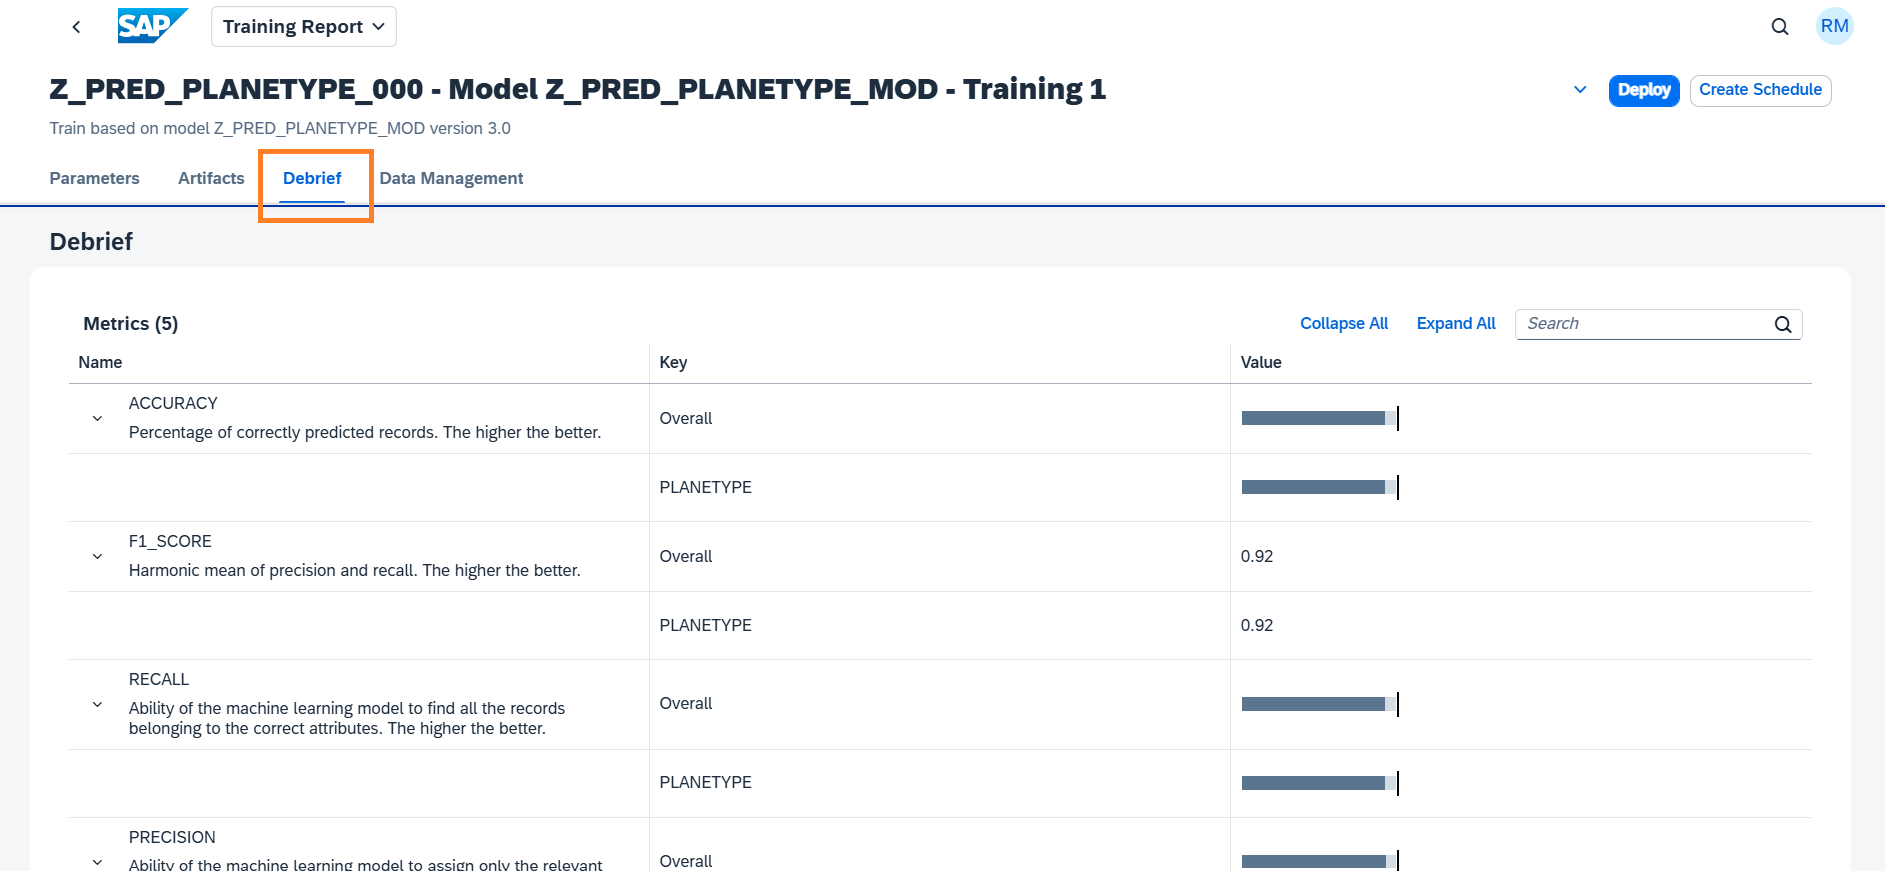 SAP Training Report RM
Z_PRED_PLANETYPE_000 - Model Z_PRED_PLANETYPE_MOD - Training 1
Deploy Create Schedule
Train based on model Z_PRED_PLANETYPE_MOD version 3.0
Parameters Artifacts Debrief Data Management
Debrief
Metrics (5) Collapse All Expand All Search
Name Key Value
ACCURACY
Percentage of correctly predicted records. The higher the better.
Overall
PLANETYPE
F1_SCORE
Harmonic mean of precision and recall. The higher the better.
Overall 0.92
PLANETYPE 0.92
RECALL
Ability of the machine learning model to find all the records
belonging to the correct attributes. The higher the better.
Overall
PLANETYPE
PRECISION
Ability of the machine learning model to assign only the relevant
Overall